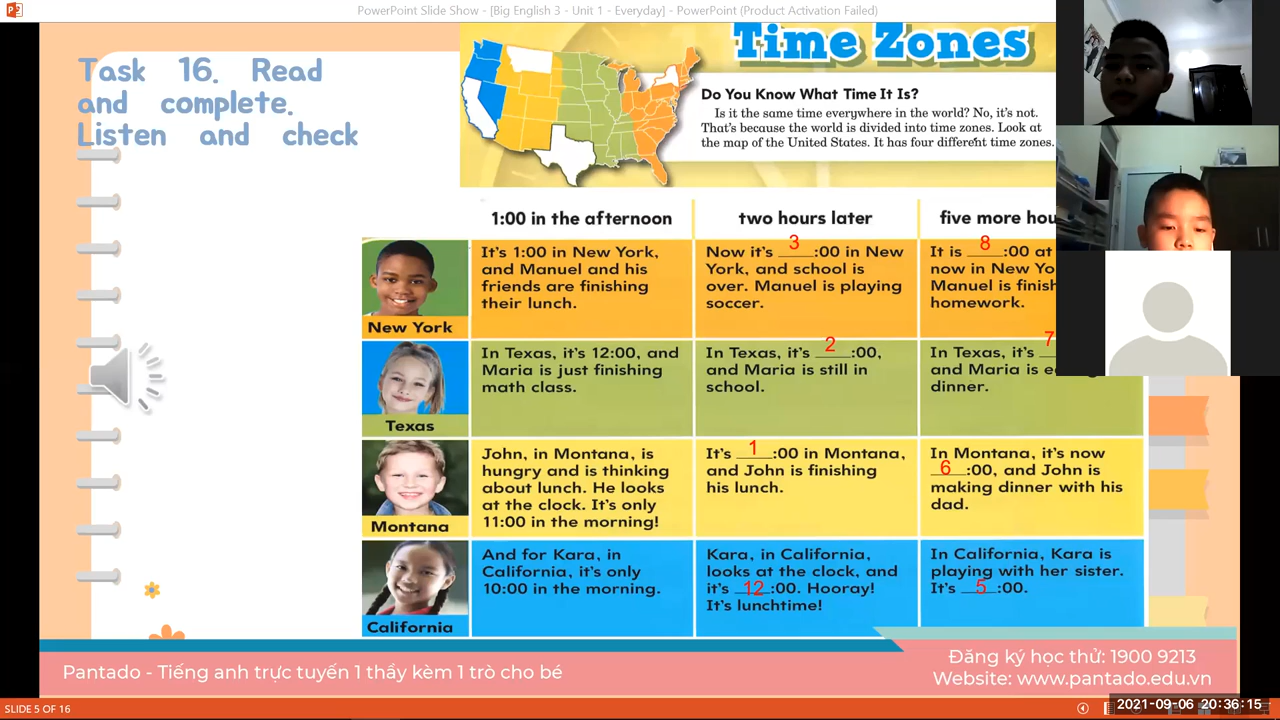 PowerPoint Slide Show - [Big English 3 - Unit 1 - Everyday] - PowerPoint (Product Activation Failed)
Task 16. Read
and complete.
Listen and check
Time Zones
Do You Know What Time It Is?
Is it the same time everywhere in the world? No, it's not.
That's because the world is divided into time zones. Look at
the map of the United States. It has four different time zones.
1:00 in the afternoon
two hours later
five more hou
It's 1:00 in New York,
and Manuel and his
friends are finishing
their lunch.
New York
Now it's 3:00 in New
York, and school is
over. Manuel is playing
soccer.
It is 8:00 at
now in New Yo
Manuel is finish
homework.
In Texas, it's 12:00, and
Maria is just finishing
math class.
Texas
In Texas, it's 2:00,
and Maria is still in
school.
In Texas, it's 7
and Maria is e
dinner.
John, in Montana, is
hungry and is thinking
about lunch. He looks
at the clock. It's only
11:00 in the morning!
Montana
It's 1:00 in Montana,
and John is finishing
his lunch.
In Montana, it's now
6:00, and John is
making dinner with his
dad.
And for Kara, in
California, it's only
10:00 in the morning.
California
Kara, in California,
looks at the clock, and
it's 12:00. Hooray!
It's lunchtime!
In California, Kara is
playing with her sister.
It's 5:00.
Pantado - Tiếng anh trực tuyến 1 thầy kèm 1 trò cho bé
Đăng ký học thử: 1900 9213
Website: www.pantado.edu.vn
SLIDE 5 OF 16
2021-09-06 20:36:15